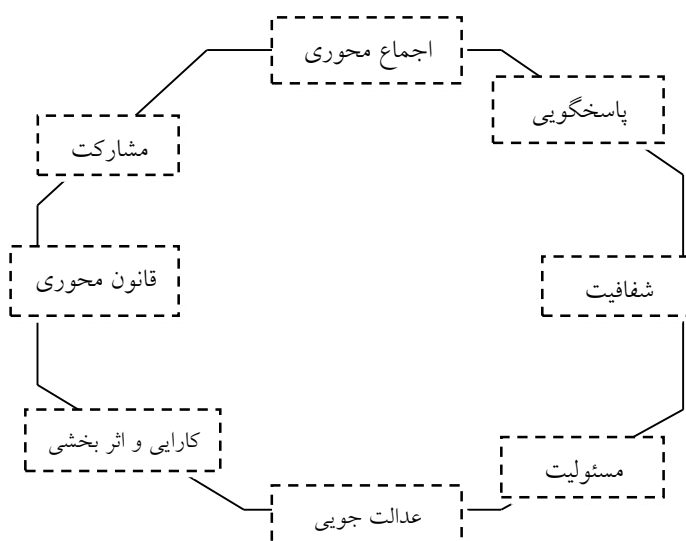 اجماع محوری
پاسخگویی
مشارکت
قانون محوری
شفافیت
کارایی و اثر بخشی
مسئولیت
عدالت جویی